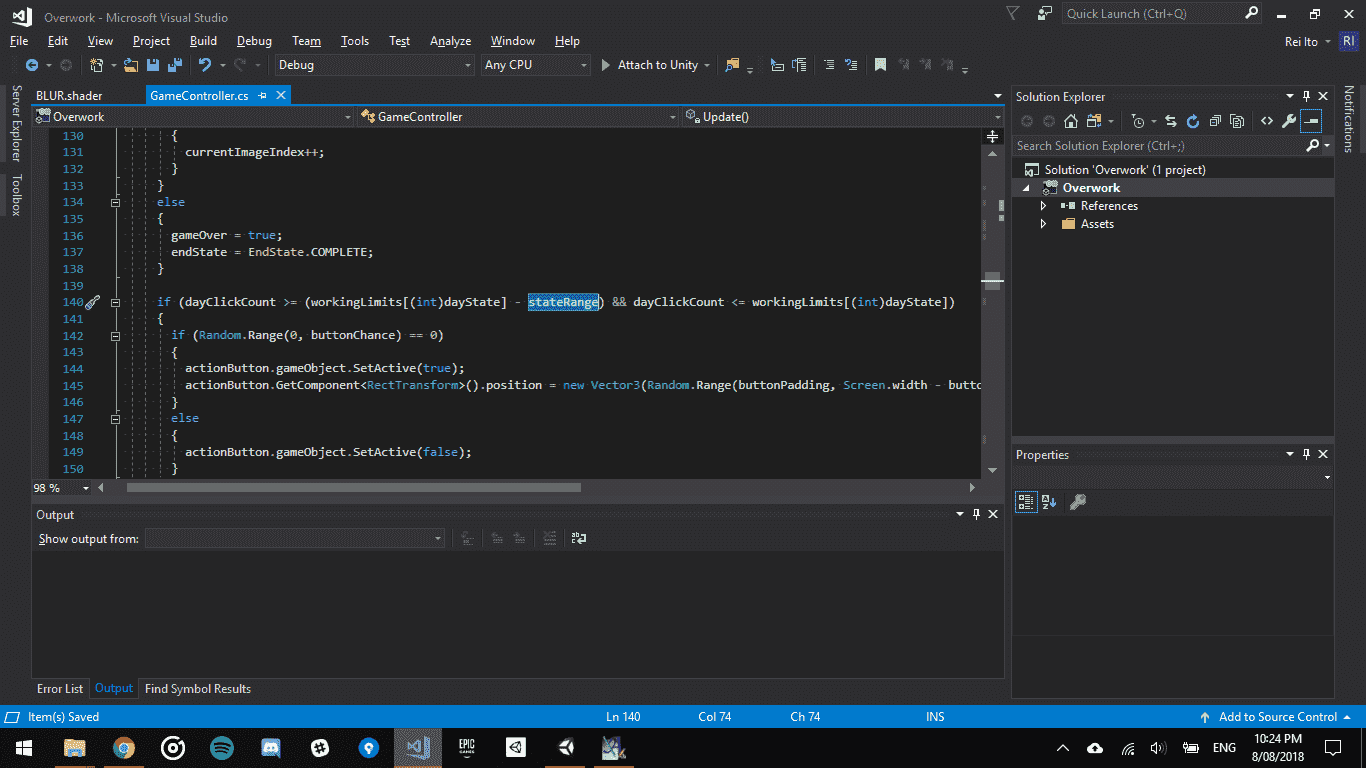 Overwork - Microsoft Visual Studio
Quick Launch (Ctrl+Q)
File Edit View Project Build Debug Team Tools Test Analyze Window Help
Rei Ito RI
Debug Any CPU Attach to Unity
Server Explorer
Toolbox
BLUR.shader GameController.cs
Overwork GameController Update()
130 {
131 currentImageIndex++;
132 }
133 }
134 else
135 {
136 gameOver = true;
137 endState = EndState.COMPLETE;
138 }
139
140 if (dayClickCount >= (workingLimits[(int)dayState] - stateRange) && dayClickCount <= workingLimits[(int)dayState])
141 {
142 if (Random.Range(0, buttonChance) == 0)
143 {
144 actionButton.gameObject.SetActive(true);
145 actionButton.GetComponent<RectTransform>().position = new Vector3(Random.Range(buttonPadding, Screen.width - butto
146 }
147 else
148 {
149 actionButton.gameObject.SetActive(false);
150 }
98 %
Output
Show output from:
Error List Output Find Symbol Results
Solution Explorer
Search Solution Explorer (Ctrl+;)
Solution 'Overwork' (1 project)
Overwork
References
Assets
Properties
Notifications
Item(s) Saved Ln 140 Col 74 Ch 74 INS Add to Source Control
EPIC
GAMES
ENG
10:24 PM
8/08/2018